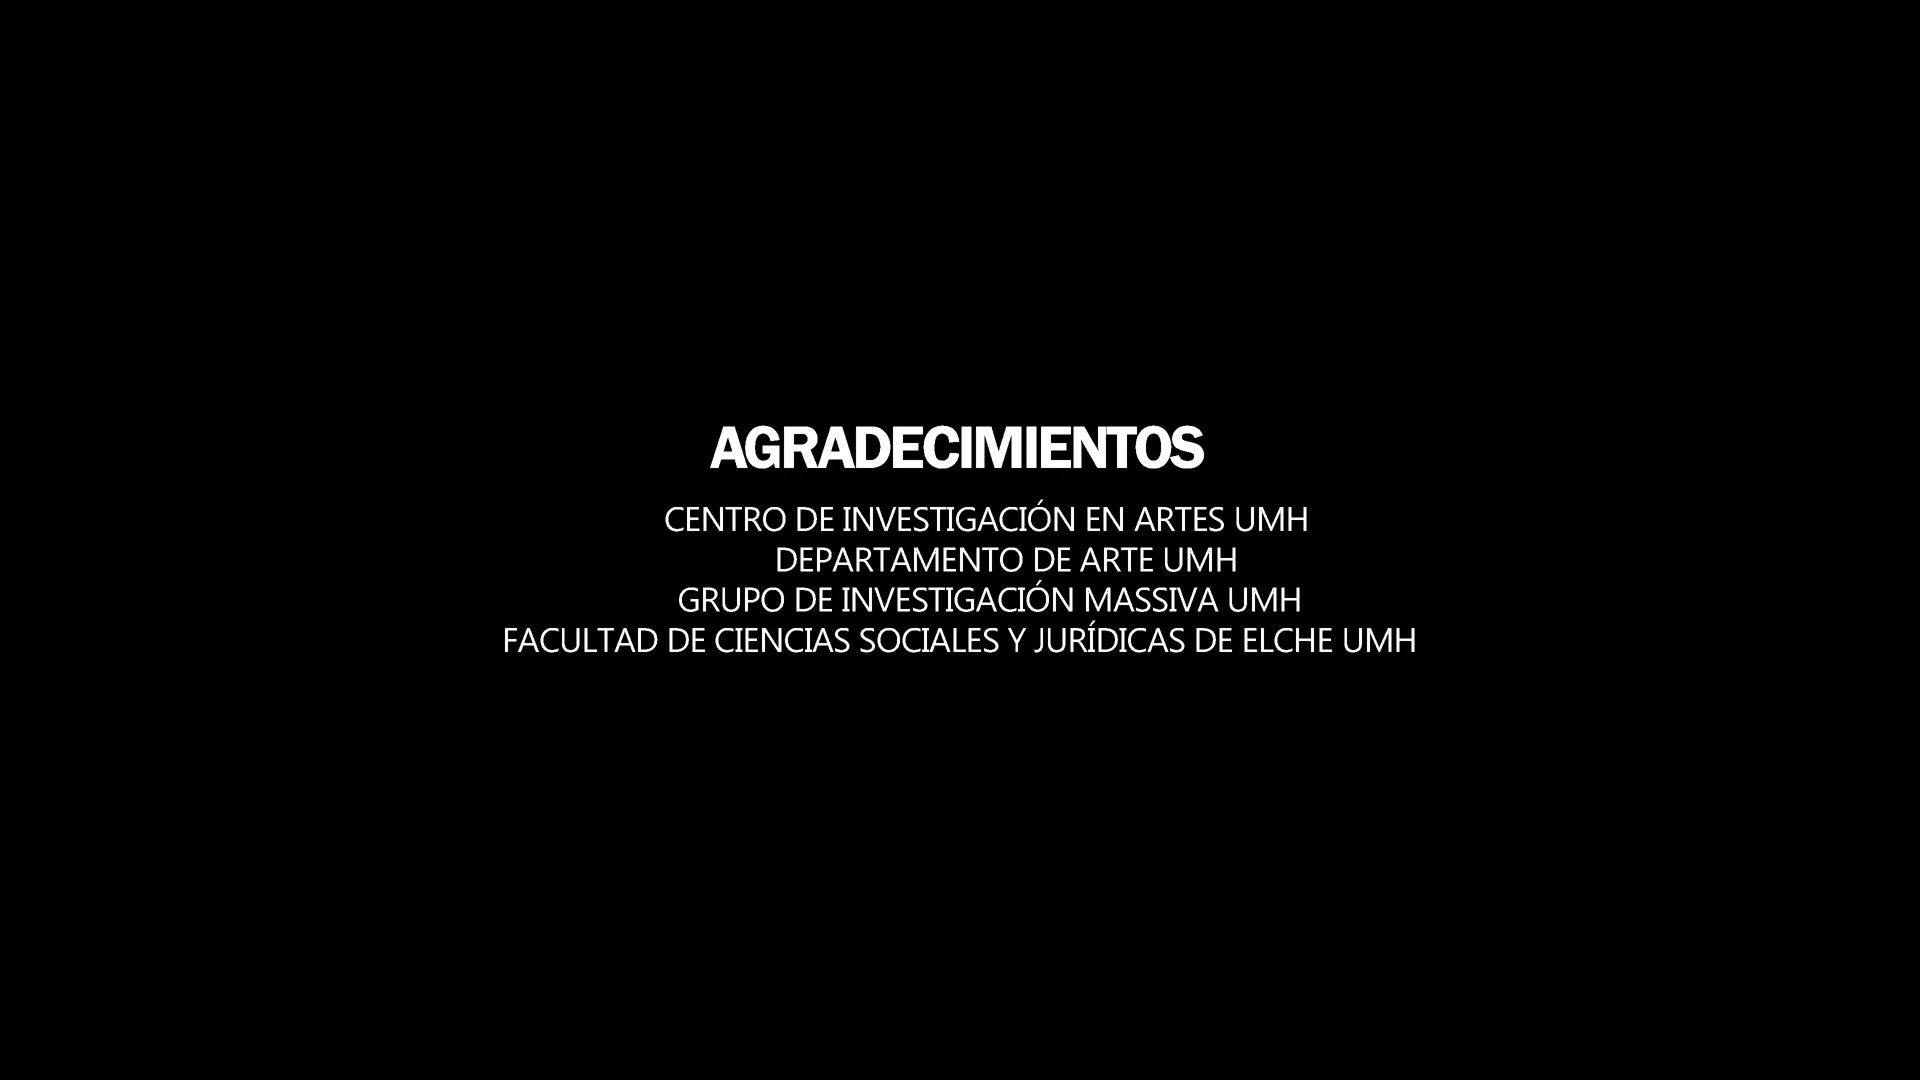 AGRADECIMIENTOS
CENTRO DE INVESTIGACIÓN EN ARTES UMH
DEPARTAMENTO DE ARTE UMH
GRUPO DE INVESTIGACIÓN MASSIVA UMH
FACULTAD DE CIENCIAS SOCIALES Y JURÍDICAS DE ELCHE UMH